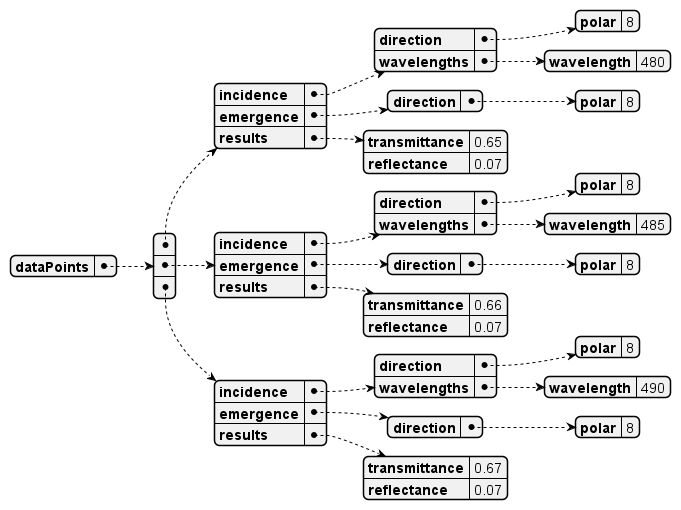 polar 8
direction
wavelengths
wavelength 480
incidence
emergence
results
direction
polar 8
transmittance 0.65
reflectance 0.07
polar 8
direction
wavelengths
wavelength 485
dataPoints
incidence
emergence
results
direction
polar 8
transmittance 0.66
reflectance 0.07
polar 8
direction
wavelengths
wavelength 490
incidence
emergence
results
direction
polar 8
transmittance 0.67
reflectance 0.07